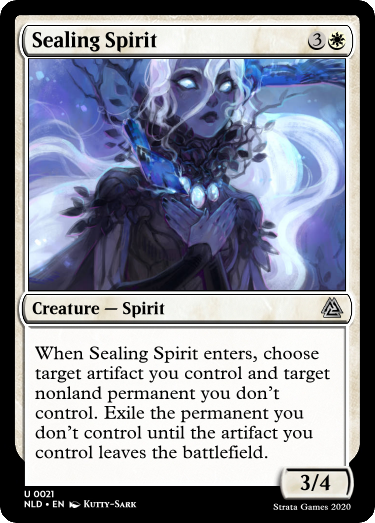 Sealing Spirit 3
Creature — Spirit
When Sealing Spirit enters, choose
target artifact you control and target
nonland permanent you don’t
control. Exile the permanent you
don’t control until the artifact you
control leaves the battlefield.
3/4
U 0021
NLD • EN Kutty-Sark
Strata Games 2020